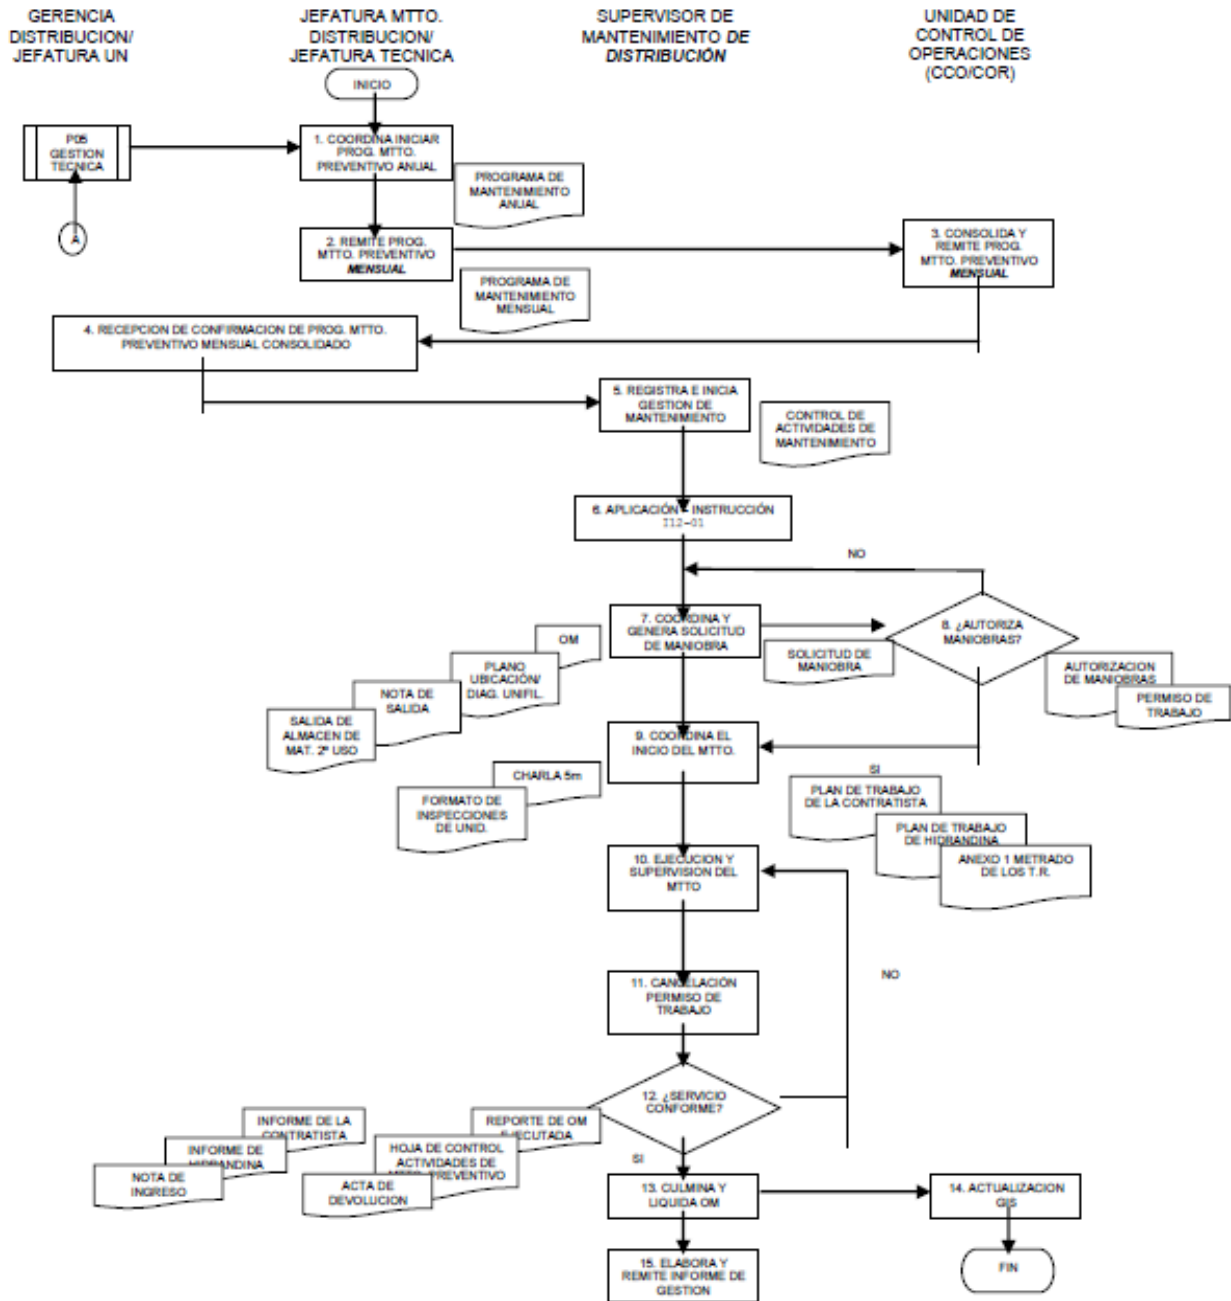 GERENCIA
DISTRIBUCION/
JEFATURA UN
JEFATURA MTTO.
DISTRIBUCION/
JEFATURA TECNICA
SUPERVISOR DE
MANTENIMIENTO DE
DISTRIBUCIÓN
UNIDAD DE
CONTROL DE
OPERACIONES
(CCO/COR)
INICIO
P05
GESTION
TECNICA
1. COORDINA INICIAR
PROG. MTTO.
PREVENTIVO ANUAL
PROGRAMA DE
MANTENIMIENTO
ANUAL
A
2. REMITE PROG.
MTTO. PREVENTIVO
MENSUAL
3. CONSOLIDA Y
REMITE PROG.
MTTO. PREVENTIVO
MENSUAL
PROGRAMA DE
MANTENIMIENTO
MENSUAL
4. RECEPCION DE CONFIRMACION DE PROG. MTTO.
PREVENTIVO MENSUAL CONSOLIDADO
5. REGISTRA E INICIA
GESTION DE
MANTENIMIENTO
CONTROL DE
ACTIVIDADES DE
MANTENIMIENTO
6. APLICACIÓN - INSTRUCCIÓN
I12-01
NO
7. COORDINA Y
GENERA SOLICITUD
DE MANIOBRA
8. ¿AUTORIZA
MANIOBRAS?
SOLICITUD DE
MANIOBRA
OM
PLANO
UBICACIÓN/
DIAG. UNIFIL.
NOTA DE
SALIDA
SALIDA DE
ALMACEN DE
MAT. 2° USO
AUTORIZACION
DE MANIOBRAS
PERMISO DE
TRABAJO
9. COORDINA EL
INICIO DEL MTTO.
SI
CHARLA 5m
FORMATO DE
INSPECCIONES
DE UNID.
PLAN DE TRABAJO
DE LA CONTRATISTA
PLAN DE TRABAJO
DE HIDRANDINA
ANEXO 1 METRADO
DE LOS T.R.
10. EJECUCION Y
SUPERVISION DEL
MTTO
NO
11. CANCELACIÓN
PERMISO DE
TRABAJO
12. ¿SERVICIO
CONFORME?
INFORME DE LA
CONTRATISTA
INFORME DE
HIDRANDINA
NOTA DE
INGRESO
REPORTE DE OM
EJECUTADA
HOJA DE CONTROL
ACTIVIDADES DE
MTTO. PREVENTIVO
ACTA DE
DEVOLUCION
SI
13. CULMINA Y
LIQUIDA OM
14. ACTUALIZACION
GIS
15. ELABORA Y
REMITE INFORME DE
GESTION
FIN